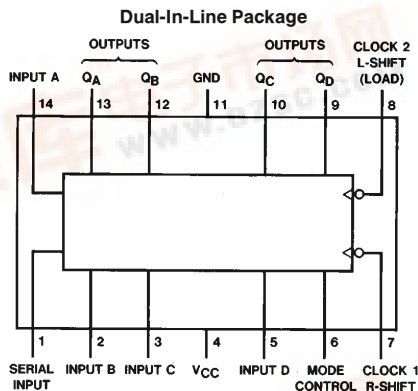 Dual-In-Line Package
OUTPUTS OUTPUTS CLOCK 2
L-SHIFT
INPUT A QA QB GND QC QD (LOAD)
14 13 12 11 10 9 8
1 2 3 4 5 6 7
SERIAL INPUT B INPUT C VCC INPUT D MODE CLOCK 1
INPUT CONTROL R-SHIFT